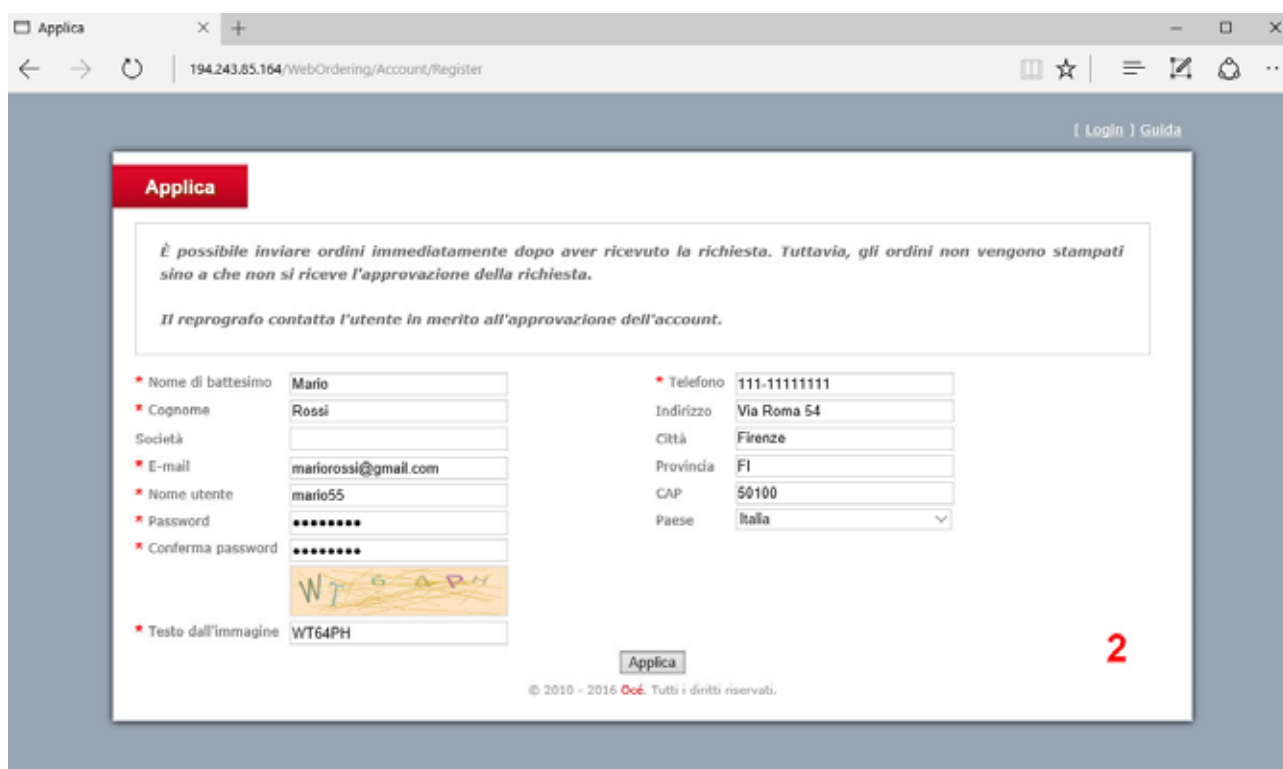 Applica
194.243.85.164/WebOrdering/Account/Register
[ Login ] Guida
Applica
È possibile inviare ordini immediatamente dopo aver ricevuto la richiesta. Tuttavia, gli ordini non vengono stampati
sino a che non si riceve l'approvazione della richiesta.
Il reprografo contatta l'utente in merito all'approvazione dell'account.
* Nome di battesimo Mario
* Cognome Rossi
Società
* E-mail mariorossi@gmail.com
* Nome utente mario55
* Password ••••••••
* Conferma password ••••••••
* Testo dall'immagine WT64PH
* Telefono 111-11111111
Indirizzo Via Roma 54
Città Firenze
Provincia FI
CAP 50100
Paese Italia
Applica
2
© 2010 - 2016 Océ. Tutti i diritti riservati.